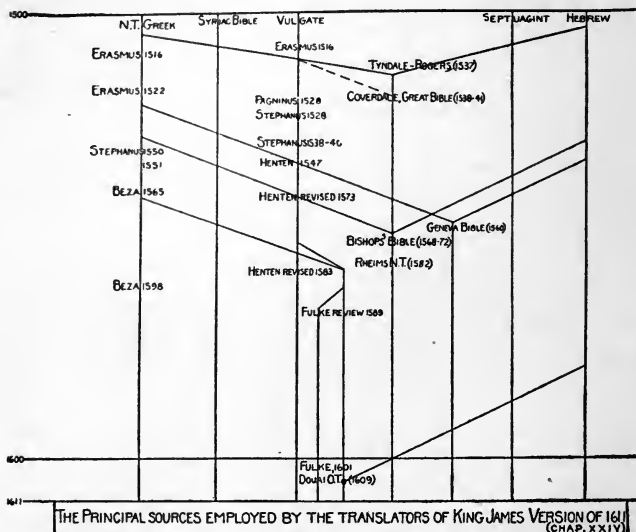 1500
N.T. GREEK
SYRIAC BIBLE
VULGATE
SEPTUAGINT
HEBREW
ERASMUS 1516
ERASMUS 1516
TYNDALE-ROGERS (1537)
ERASMUS 1522
COVERDALE, GREAT BIBLE (1538-41)
PAGNINUS 1528
STEPHANUS 1528
STEPHANUS 1538-46
STEPHANUS 1550
1551
HENTEN 1547
BEZA 1565
HENTEN REVISED 1573
GENEVA BIBLE (1560)
BISHOPS' BIBLE (1568-72)
RHEIMS N.T. (1582)
HENTEN REVISED 1583
BEZA 1598
FULKE REVIEW 1589
1600
FULKE, 1601
DOUAI O.T. (1609)
1611
THE PRINCIPAL SOURCES EMPLOYED BY THE TRANSLATORS OF KING JAMES VERSION OF 1611
(CHAP. XXIV)